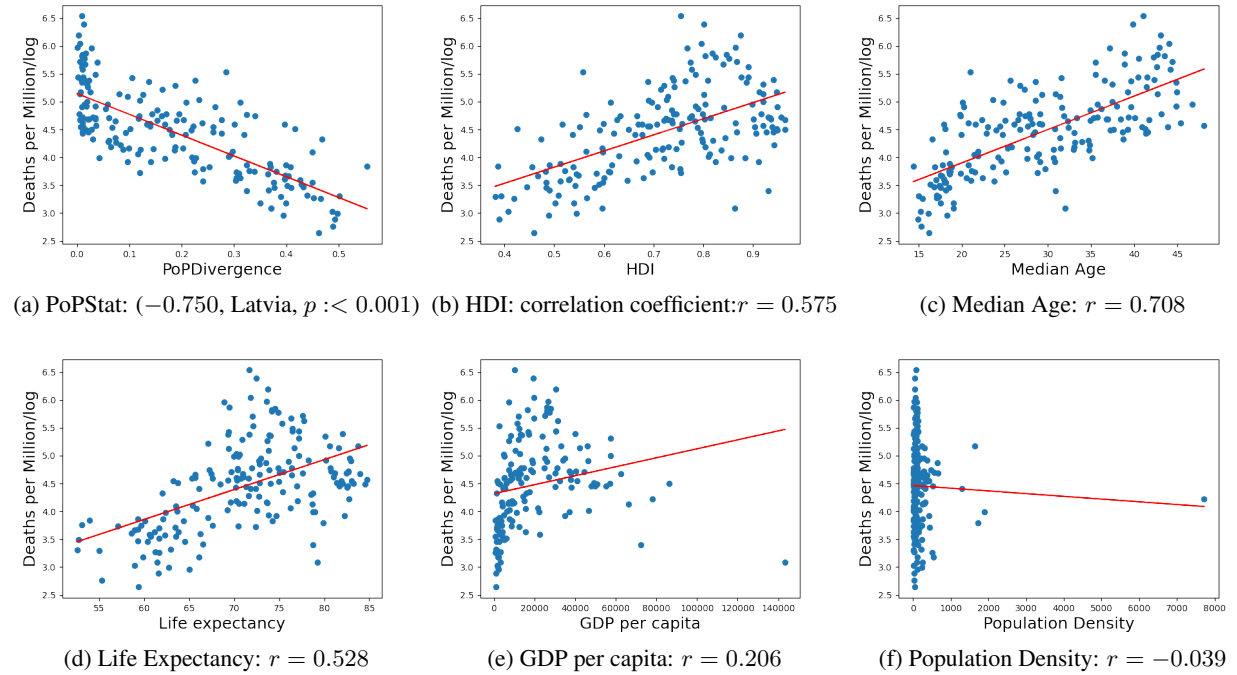 Deaths per Million/log
6.5
6.0
5.5
5.0
4.5
4.0
3.5
3.0
2.5
0.0 0.1 0.2 0.3 0.4 0.5
PoPDivergence
(a) PoPStat: (−0.750, Latvia, p :< 0.001)
Deaths per Million/log
6.5
6.0
5.5
5.0
4.5
4.0
3.5
3.0
2.5
0.4 0.5 0.6 0.7 0.8 0.9
HDI
(b) HDI: correlation coefficient:r = 0.575
Deaths per Million/log
6.5
6.0
5.5
5.0
4.5
4.0
3.5
3.0
2.5
15 20 25 30 35 40 45
Median Age
(c) Median Age: r = 0.708
Deaths per Million/log
6.5
6.0
5.5
5.0
4.5
4.0
3.5
3.0
2.5
55 60 65 70 75 80 85
Life expectancy
(d) Life Expectancy: r = 0.528
Deaths per Million/log
6.5
6.0
5.5
5.0
4.5
4.0
3.5
3.0
2.5
0 20000 40000 60000 80000 100000 120000 140000
GDP per capita
(e) GDP per capita: r = 0.206
Deaths per Million/log
6.5
6.0
5.5
5.0
4.5
4.0
3.5
3.0
2.5
0 1000 2000 3000 4000 5000 6000 7000 8000
Population Density
(f) Population Density: r = −0.039